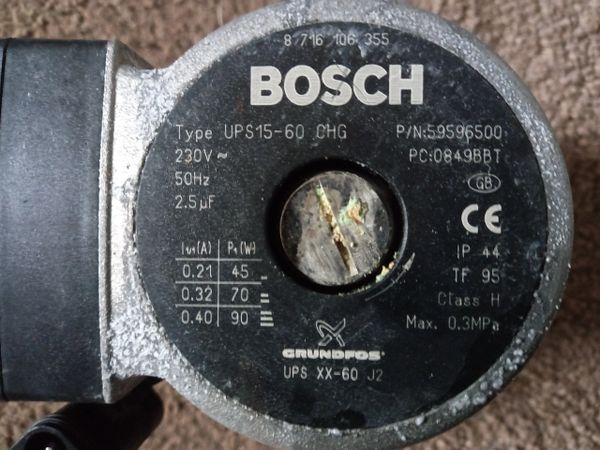 8 716 106 355
BOSCH
Type UPS15-60 CHG P/N:59596500
230V ~ PC:0849BBT
50Hz GB
2.5 µF CE
IP 44
TF 95
Class H
Max. 0.3MPa
I₁/₁(A) P₁(W)
0.21 45
0.32 70
0.40 90
GRUNDFOS
UPS XX-60 J2